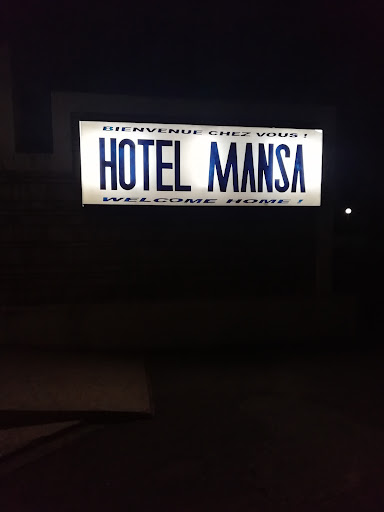 BIENVENUE CHEZ VOUS !
HOTEL MANSA
WELCOME HOME !